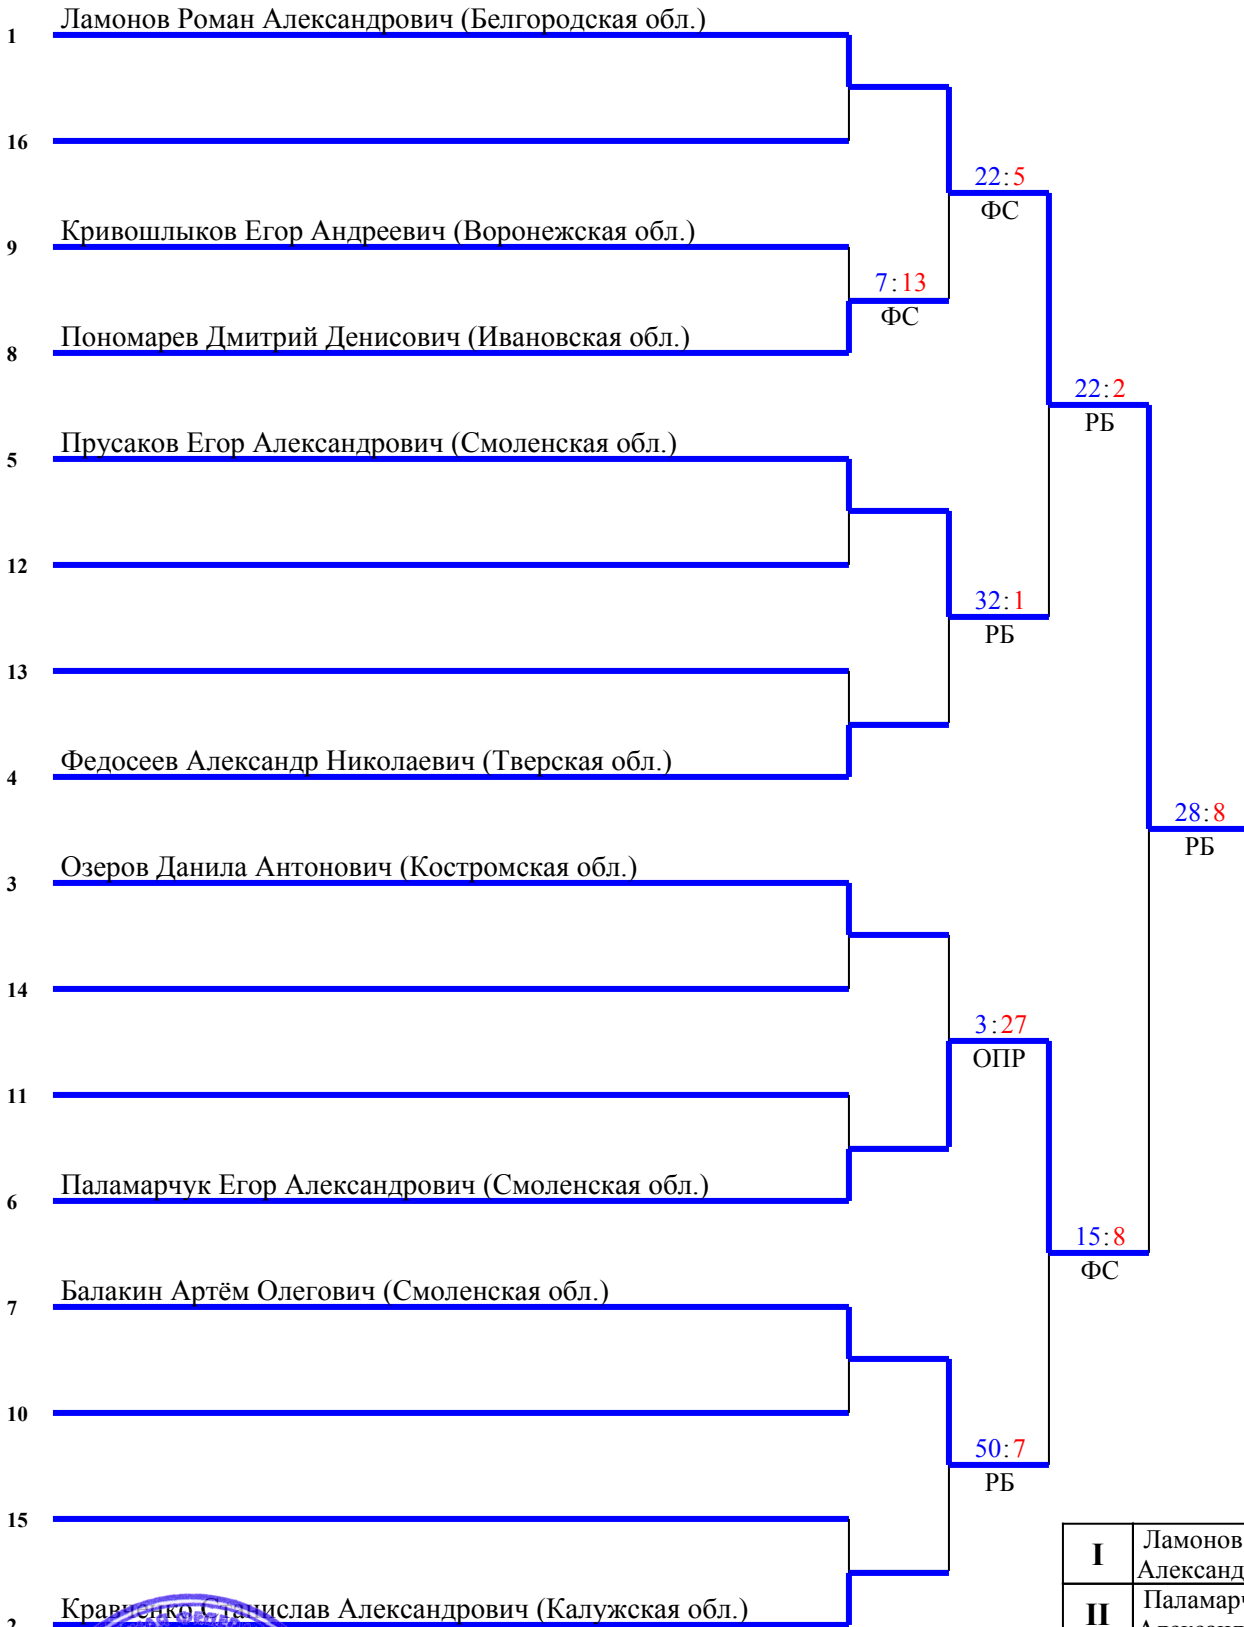 Ламонов Роман Александрович (Белгородская обл.)
1
16
22:5
ФС
Кривошлыков Егор Андреевич (Воронежская обл.)
9
7:13
ФС
Пономарев Дмитрий Денисович (Ивановская обл.)
8
22:2
РБ
Прусаков Егор Александрович (Смоленская обл.)
5
12
32:1
РБ
13
Федосеев Александр Николаевич (Тверская обл.)
4
28:8
РБ
Озеров Данила Антонович (Костромская обл.)
3
14
3:27
ОПР
11
Паламарчук Егор Александрович (Смоленская обл.)
6
15:8
ФС
Балакин Артём Олегович (Смоленская обл.)
7
10
50:7
РБ
15
I Ламонов
Александ
Кравченко Станислав Александрович (Калужская обл.)
2
II Паламарч